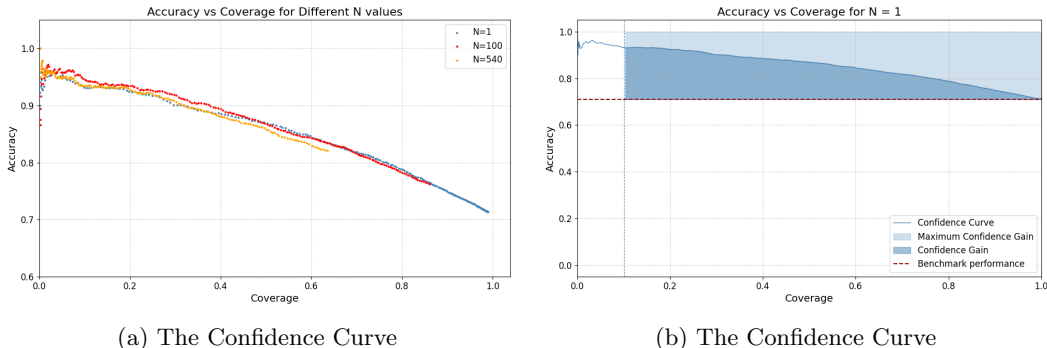 Accuracy vs Coverage for Different N values
N=1
N=100
N=540
1.0
0.9
0.8
0.7
0.6
Accuracy
0.0
0.2
0.4
0.6
0.8
1.0
Coverage
(a) The Confidence Curve
Accuracy vs Coverage for N = 1
1.0
0.8
0.6
0.4
0.2
0.0
Accuracy
Confidence Curve
Maximum Confidence Gain
Confidence Gain
Benchmark performance
0.0
0.2
0.4
0.6
0.8
1.0
Coverage
(b) The Confidence Curve